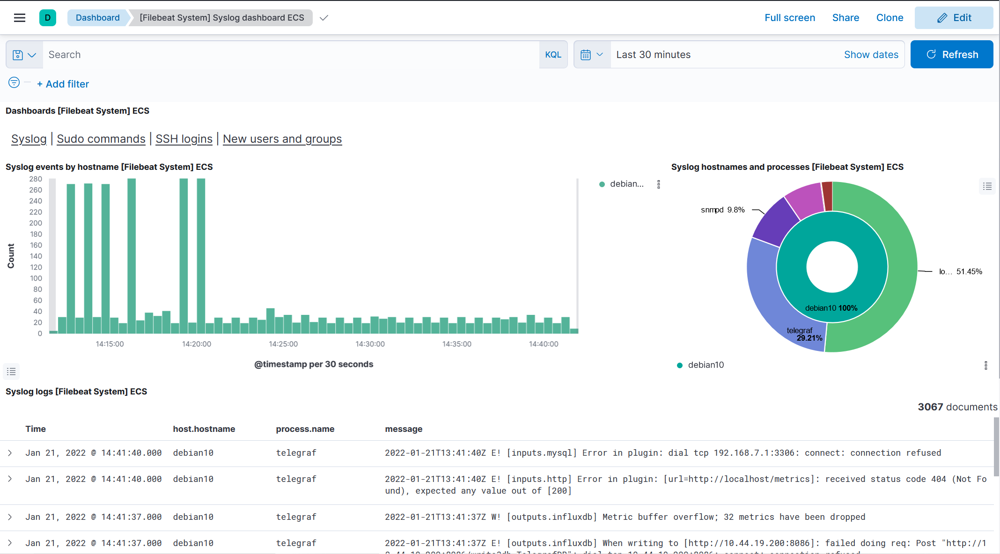 D Dashboard [Filebeat System] Syslog dashboard ECS Full screen Share Clone Edit
Search KQL Last 30 minutes Show dates Refresh
+ Add filter
Dashboards [Filebeat System] ECS
Syslog | Sudo commands | SSH logins | New users and groups
Syslog events by hostname [Filebeat System] ECS
280
260
240
220
200
180
160
140
120
100
80
60
40
20
0
Count
14:15:00 14:20:00 14:25:00 14:30:00 14:35:00 14:40:00
@timestamp per 30 seconds
debian...
Syslog hostnames and processes [Filebeat System] ECS
snmpd 9.8%
lo... 51.45%
debian10 100%
telegraf
29.21%
debian10
Syslog logs [Filebeat System] ECS
3067 documents
Time host.hostname process.name message
Jan 21, 2022 @ 14:41:40.000 debian10 telegraf 2022-01-21T13:41:40Z E! [inputs.mysql] Error in plugin: dial tcp 192.168.7.1:3306: connect: connection refused
Jan 21, 2022 @ 14:41:40.000 debian10 telegraf 2022-01-21T13:41:40Z E! [inputs.http] Error in plugin: [url=http://localhost/metrics]: received status code 404 (Not Fo
und), expected any value out of [200]
Jan 21, 2022 @ 14:41:37.000 debian10 telegraf 2022-01-21T13:41:37Z W! [outputs.influxdb] Metric buffer overflow; 32 metrics have been dropped
Jan 21, 2022 @ 14:41:37.000 debian10 telegraf 2022-01-21T13:41:37Z E! [outputs.influxdb] When writing to [http://10.44.19.200:8086]: failed doing req: Post "http://1